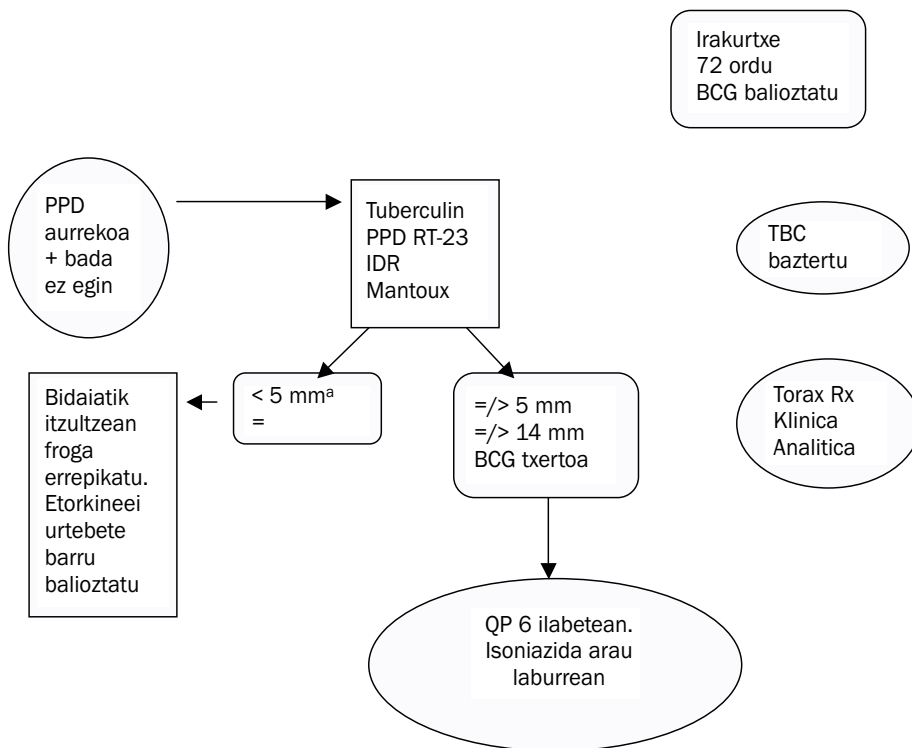 Irakurtxe
72 ordu
BCG balioztatu
PPD
aurrekoa
+ bada
ez egin
Tuberculin
PPD RT-23
IDR
Mantoux
TBC
baztertu
Bidaiatik
itzultzean
froga
errepikatu.
Etorkineei
urtebete
barru
balioztatu
< 5 mmª
=
=/> 5 mm
=/> 14 mm
BCG txertoa
Torax Rx
Klinica
Analitica
QP 6 ilabetean.
Isoniazida arau
laburrean